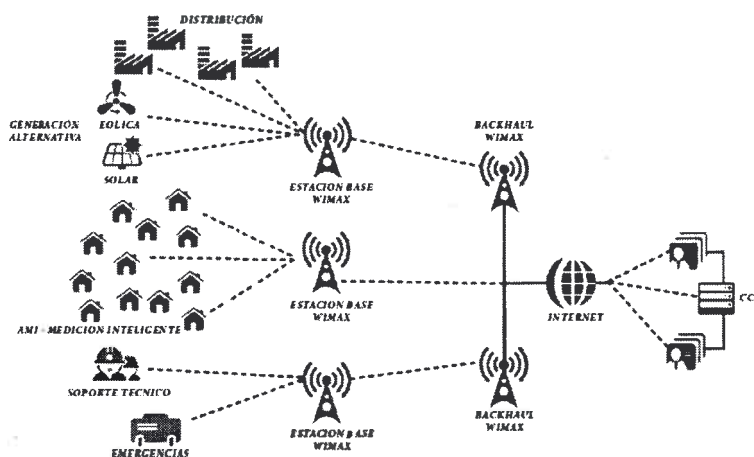 DISTRIBUCIÓN
GENERACIÓN
ALTERNATIVA
EOLICA
SOLAR
ESTACION BASE
WIMAX
BACKHAUL
WIMAX
AMI - MEDICION INTELIGENTE
ESTACION BASE
WIMAX
INTERNET
CC
SOPORTE TECNICO
EMERGENCIAS
ESTACION BASE
WIMAX
BACKHAUL
WIMAX